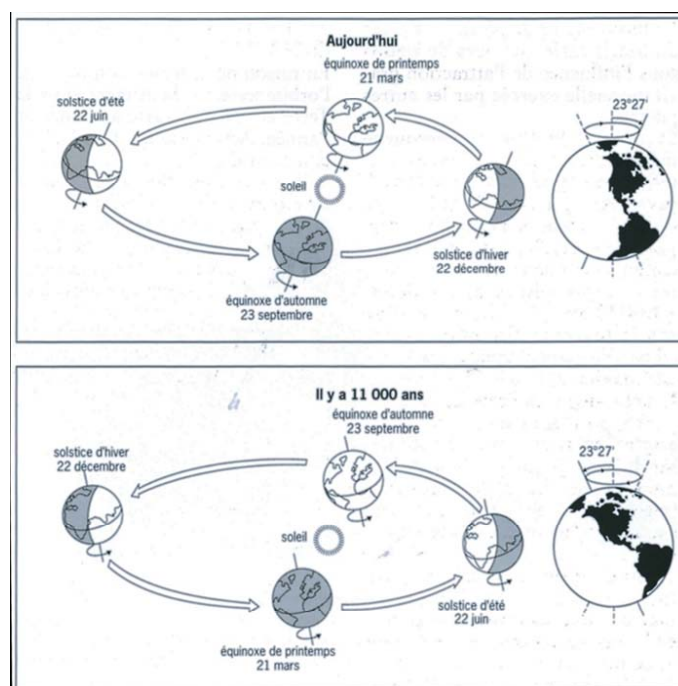 Aujourd'hui
équinoxe de printemps
21 mars
solstice d'été
22 juin
23°27'
soleil
solstice d'hiver
22 décembre
équinoxe d'automne
23 septembre
Il y a 11 000 ans
équinoxe d'automne
23 septembre
solstice d'hiver
22 décembre
23°27'
soleil
solstice d'été
22 juin
équinoxe de printemps
21 mars